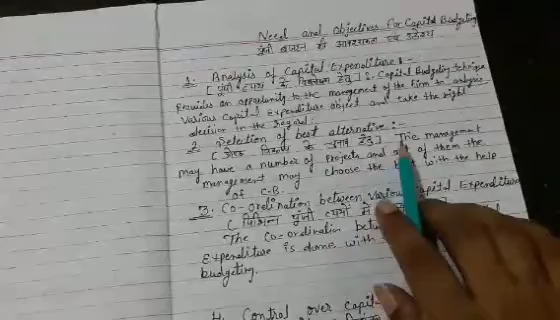 Need and Objectives For Capital Budgeting
पूंजी बजटन की आवश्यकता एवं उद्देश्य
1. Analysis of Capital Expenditure :-
[ पूंजी व्यय के विश्लेषण हेतु ] :- Capital Budgeting technique
Provides an opportunity to the management of the firm to analysis
Various Capital Expenditure object and take the right
decision in the regard.
2. Selection of best alternative :-
[ श्रेष्ठ विकल्प के चुनाव हेतु ] The management
may have a number of Projects and out of them the
management may choose the best with the help
of C.B.
3. Co-Ordination between Various Capital Expenditure
( विभिन्न पूंजी व्ययों में
The Co-ordination
Expenditure is done with
budgeting.
4. Control over